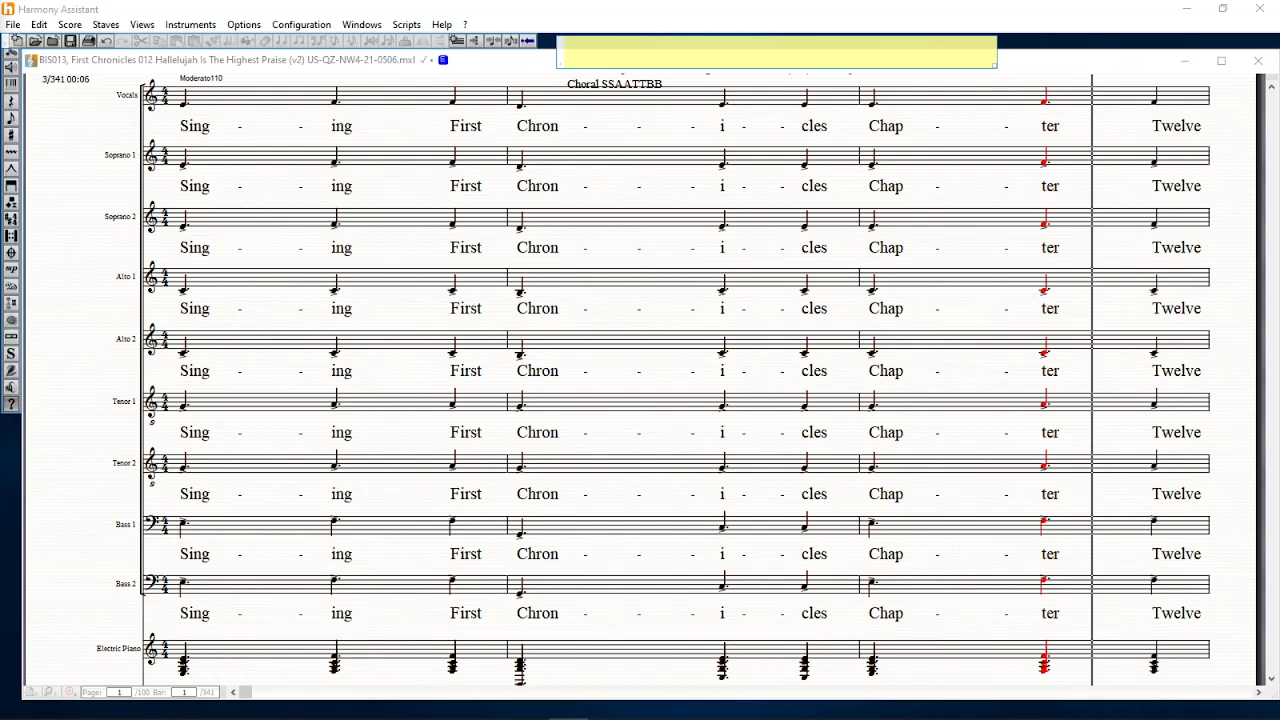 Harmony Assistant
File Edit Score Staves Views Instruments Options Configuration Windows Scripts Help ?
BIS013, First Chronicles 012 Hallelujah Is The Highest Praise (v2) US-QZ-NW4-21-0506.mxl
3/341 00:06
Moderato110
Choral SSAATTBB
Vocals
Sing - - ing First Chron - - - i - - cles Chap - - ter Twelve
Soprano 1
Sing - - ing First Chron - - - i - - cles Chap - - ter Twelve
Soprano 2
Sing - - ing First Chron - - - i - - cles Chap - - ter Twelve
Alto 1
Sing - - ing First Chron - - - i - - cles Chap - - ter Twelve
Alto 2
Sing - - ing First Chron - - - i - - cles Chap - - ter Twelve
Tenor 1
Sing - - ing First Chron - - - i - - cles Chap - - ter Twelve
Tenor 2
Sing - - ing First Chron - - - i - - cles Chap - - ter Twelve
Bass 1
Sing - - ing First Chron - - - i - - cles Chap - - ter Twelve
Bass 2
Sing - - ing First Chron - - - i - - cles Chap - - ter Twelve
Electric Piano
Page: 1 /100 Bar: 1 /341